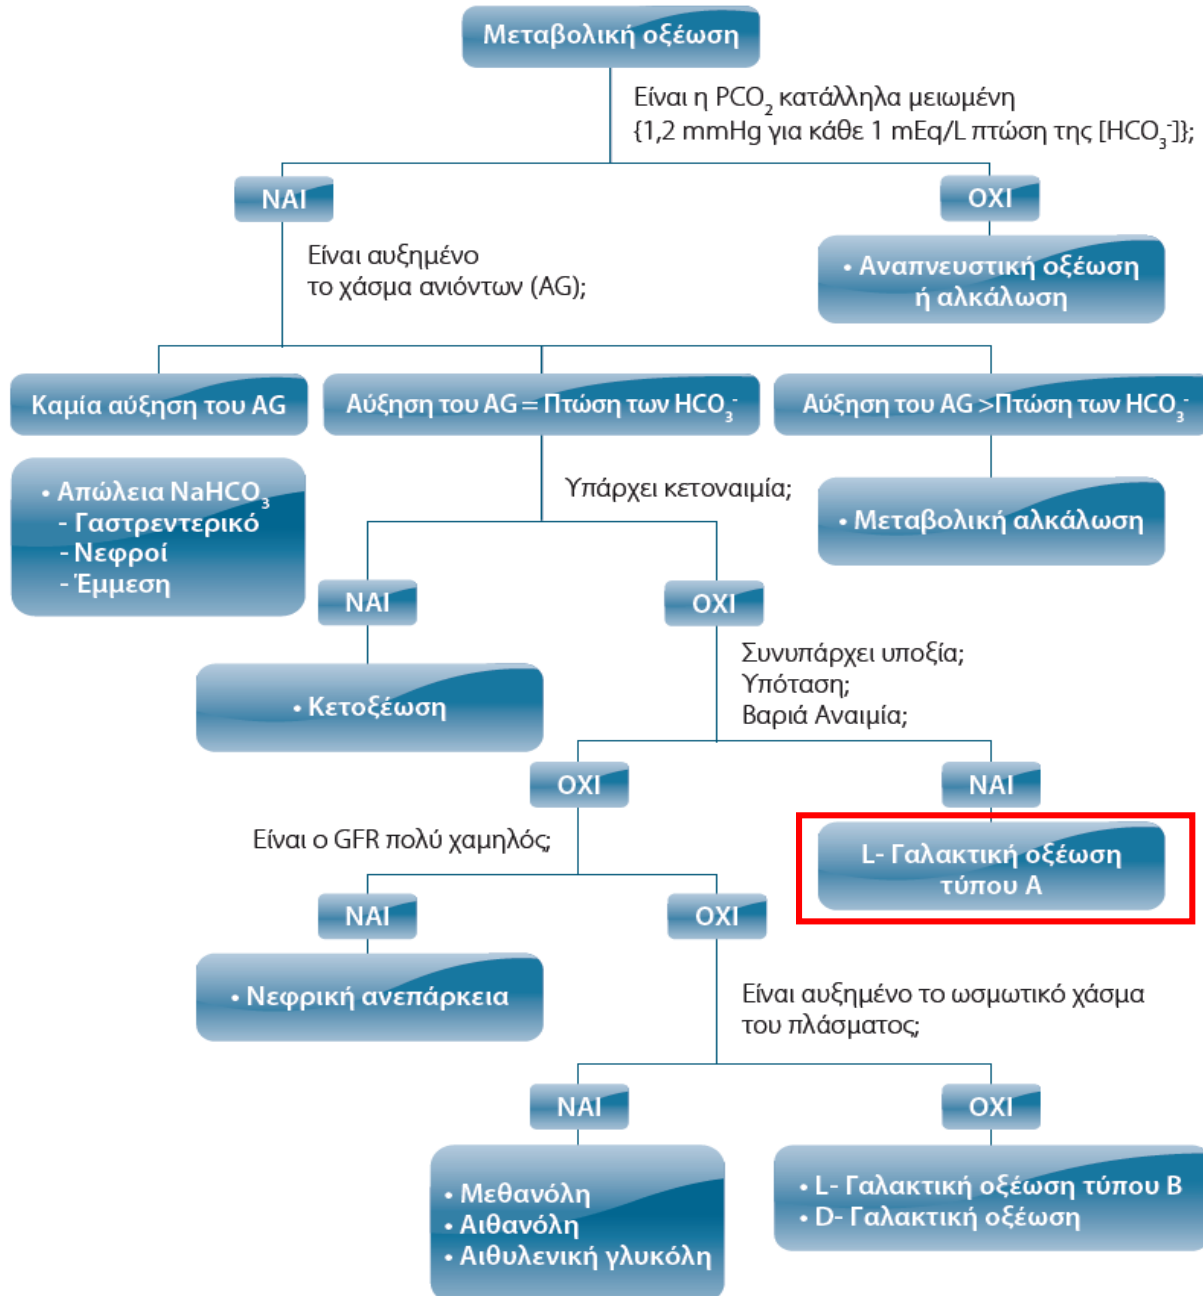 Μεταβολική οξέωση
Είναι η PCO₂ κατάλληλα μειωμένη
{1,2 mmHg για κάθε 1 mEq/L πτώση της [HCO₃⁻]};
ΝΑΙ
ΟΧΙ
Είναι αυξημένο
το χάσμα ανιόντων (AG);
• Αναπνευστική οξέωση
ή αλκάλωση
Καμία αύξηση του AG
Αύξηση του AG = Πτώση των HCO₃⁻
Αύξηση του AG >Πτώση των HCO₃⁻
• Απώλεια NaHCO₃
- Γαστρεντερικό
- Νεφροί
- Έμμεση
Υπάρχει κετοναιμία;
• Μεταβολική αλκάλωση
ΝΑΙ
ΟΧΙ
• Κετοξέωση
Συνυπάρχει υποξία;
Υπόταση;
Βαριά Αναιμία;
ΟΧΙ
ΝΑΙ
Είναι ο GFR πολύ χαμηλός;
L- Γαλακτική οξέωση
τύπου Α
ΝΑΙ
ΟΧΙ
• Νεφρική ανεπάρκεια
Είναι αυξημένο το ωσμωτικό χάσμα
του πλάσματος;
ΝΑΙ
ΟΧΙ
• Μεθανόλη
• Αιθανόλη
• Αιθυλενική γλυκόλη
• L- Γαλακτική οξέωση τύπου Β
• D- Γαλακτική οξέωση